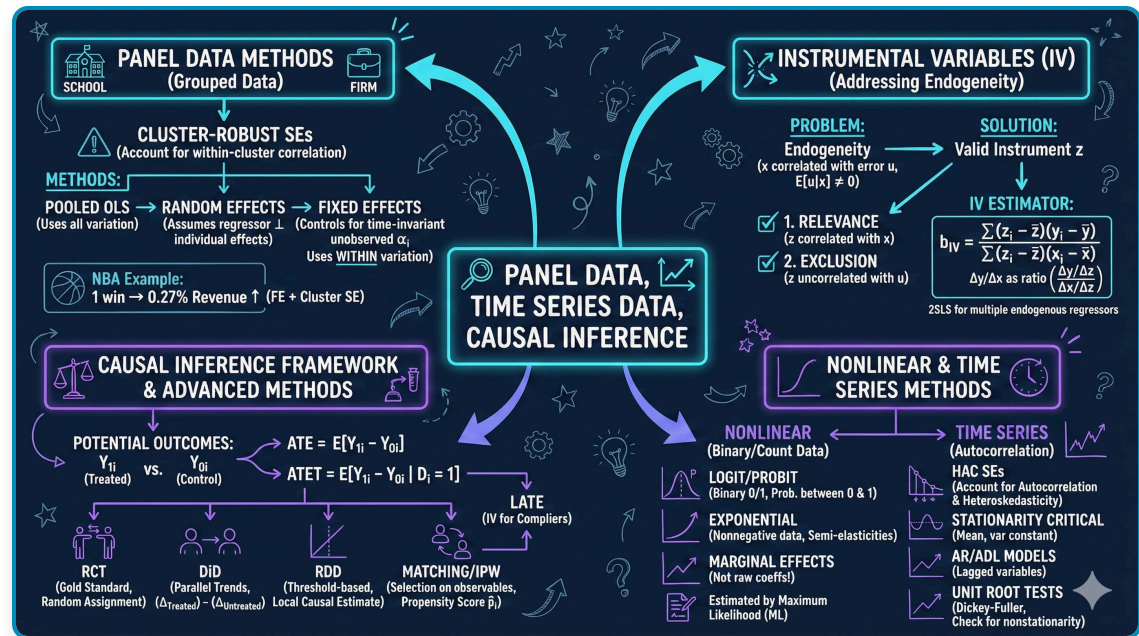 PANEL DATA METHODS
(Grouped Data)
SCHOOL
FIRM
CLUSTER-ROBUST SEs
(Account for within-cluster correlation)
METHODS:
POOLED OLS
(Uses all variation)
RANDOM EFFECTS
(Assumes regressor ⊥
individual effects)
FIXED EFFECTS
(Controls for time-invariant
unobserved αᵢ
Uses WITHIN variation)
NBA Example:
1 win → 0.27% Revenue ↑ (FE + Cluster SE)
INSTRUMENTAL VARIABLES (IV)
(Addressing Endogeneity)
PROBLEM:
Endogeneity
(x correlated with error u,
E[u|x] ≠ 0)
SOLUTION:
Valid Instrument z
1. RELEVANCE
(z correlated with x)
2. EXCLUSION
(z uncorrelated with u)
IV ESTIMATOR:
b_IV = ∑(zᵢ − z̄)(yᵢ − ȳ) / ∑(zᵢ − z̄)(xᵢ − x̄)
Δy/Δx as ratio (Δy/Δz / Δx/Δz)
2SLS for multiple endogenous regressors
PANEL DATA,
TIME SERIES DATA,
CAUSAL INFERENCE
CAUSAL INFERENCE FRAMEWORK
& ADVANCED METHODS
POTENTIAL OUTCOMES:
Y₁ᵢ vs. Y₀ᵢ
(Treated) (Control)
ATE = E[Y₁ᵢ − Y₀ᵢ]
ATET = E[Y₁ᵢ − Y₀ᵢ | Dᵢ = 1]
LATE
(IV for Compliers)
RCT
(Gold Standard,
Random Assignment)
DiD
(Parallel Trends,
(Δ_Treated) − (Δ_Untreated)
RDD
(Threshold-based,
Local Causal Estimate)
MATCHING/IPW
(Selection on observables,
Propensity Score p̂ᵢ)
NONLINEAR & TIME
SERIES METHODS
NONLINEAR
(Binary/Count Data)
LOGIT/PROBIT
(Binary 0/1, Prob. between 0 & 1)
EXPONENTIAL
(Nonnegative data, Semi-elasticities)
MARGINAL EFFECTS
(Not raw coeffs!)
Estimated by Maximum
Likelihood (ML)
TIME SERIES
(Autocorrelation)
HAC SEs
(Account for Autocorrelation
& Heteroskedasticity)
STATIONARITY CRITICAL
(Mean, var constant)
AR/ADL MODELS
(Lagged variables)
UNIT ROOT TESTS
(Dickey-Fuller,
Check for nonstationarity)